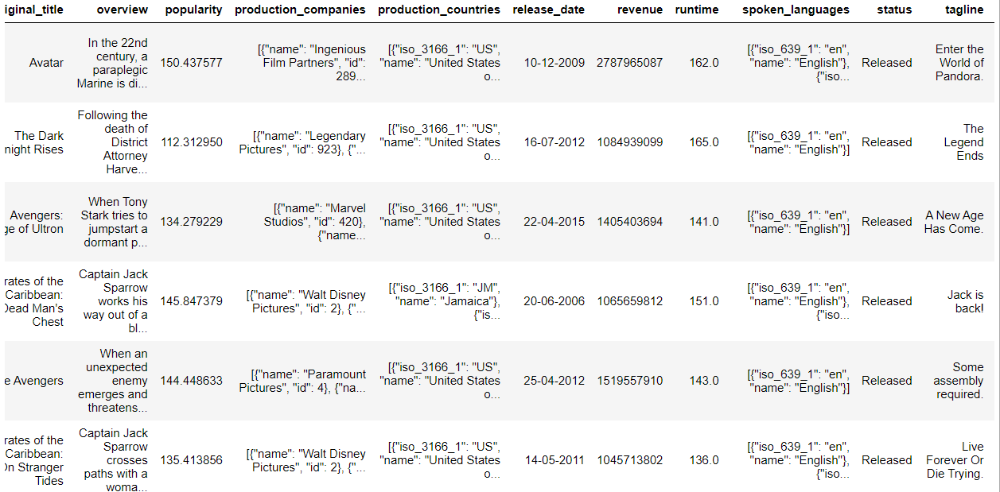 iginal_title overview popularity production_companies production_countries release_date revenue runtime spoken_languages status tagline
Avatar
In the 22nd
century, a
paraplegic
Marine is di...
150.437577
[{"name": "Ingenious
Film Partners", "id":
289...
[{"iso_3166_1": "US",
"name": "United States
o...
10-12-2009
2787965087
162.0
[{"iso_639_1": "en",
"name": "English"},
{"iso...
Released
Enter the
World of
Pandora.
The Dark
night Rises
Following the
death of
District
Attorney
Harve...
112.312950
[{"name": "Legendary
Pictures", "id": 923}, {"...
[{"iso_3166_1": "US",
"name": "United States
o...
16-07-2012
1084939099
165.0
[{"iso_639_1": "en",
"name": "English"}]
Released
The
Legend
Ends
Avengers:
ge of Ultron
When Tony
Stark tries to
jumpstart a
dormant p...
134.279229
[{"name": "Marvel
Studios", "id": 420},
{"name...
[{"iso_3166_1": "US",
"name": "United States
o...
22-04-2015
1405403694
141.0
[{"iso_639_1": "en",
"name": "English"}]
Released
A New Age
Has Come.
rates of the
Caribbean:
Dead Man's
Chest
Captain Jack
Sparrow
works his
way out of a
bl...
145.847379
[{"name": "Walt Disney
Pictures", "id": 2}, {"...
[{"iso_3166_1": "JM",
"name": "Jamaica"},
{"is...
20-06-2006
1065659812
151.0
[{"iso_639_1": "en",
"name": "English"},
{"iso...
Released
Jack is
back!
e Avengers
When an
unexpected
enemy
emerges and
threatens...
144.448633
[{"name": "Paramount
Pictures", "id": 4}, {"na...
[{"iso_3166_1": "US",
"name": "United States
o...
25-04-2012
1519557910
143.0
[{"iso_639_1": "en",
"name": "English"}]
Released
Some
assembly
required.
rates of the
Caribbean:
On Stranger
Tides
Captain Jack
Sparrow
crosses
paths with a
woma...
135.413856
[{"name": "Walt Disney
Pictures", "id": 2}, {"...
[{"iso_3166_1": "US",
"name": "United States
o...
14-05-2011
1045713802
136.0
[{"iso_639_1": "en",
"name": "English"},
{"iso...
Released
Live
Forever Or
Die Trying.